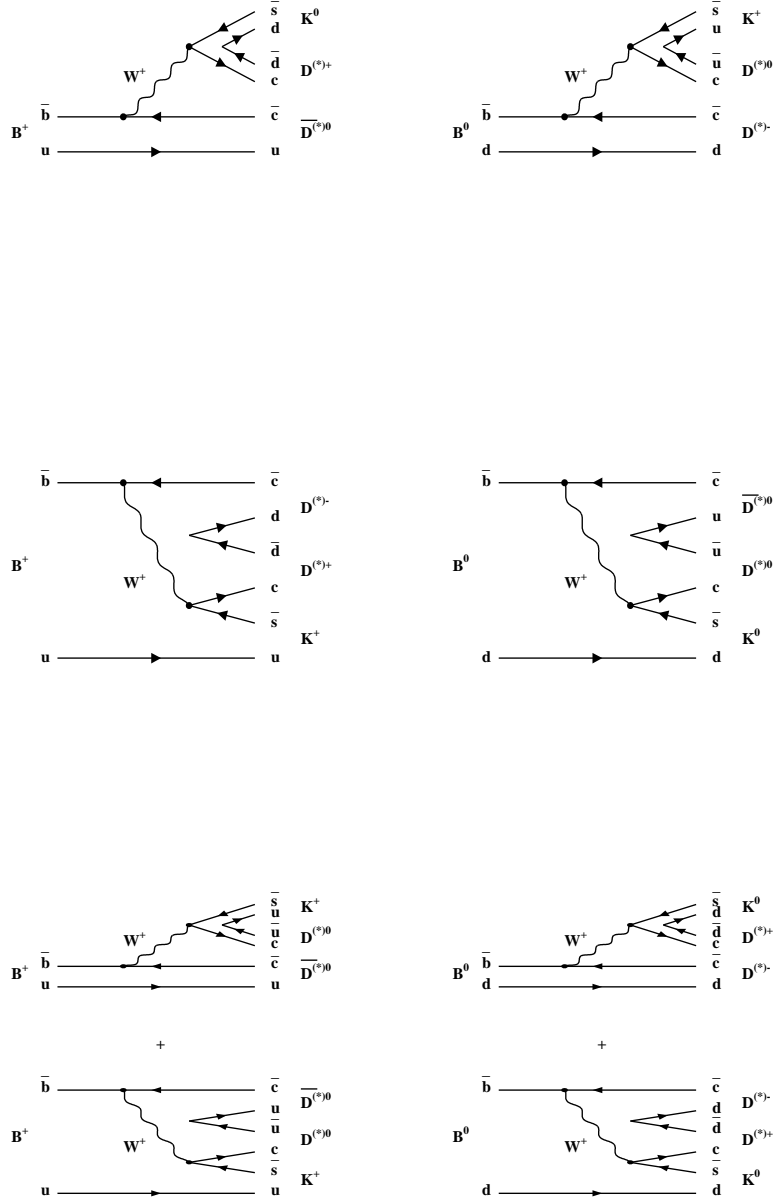 s̅ K⁰
d
d̅ D⁽*⁾⁺
c
W⁺
b̅ c̅
B⁺ D̅⁽*⁾⁰
u u
s̅ K⁺
u
u̅ D⁽*⁾⁰
c
W⁺
b̅ c̅
B⁰ D⁽*⁾⁻
d d
b̅ c̅
D⁽*⁾⁻
d
B⁺ d̅
W⁺ D⁽*⁾⁺
c
s̅
K⁺
u u
b̅ c̅
D̅⁽*⁾⁰
u
B⁰ u̅
W⁺ D⁽*⁾⁰
c
s̅
K⁰
d d
s̅ K⁺
u
W⁺ u̅ D⁽*⁾⁰
c
b̅ c̅
B⁺ D̅⁽*⁾⁰
u u
+
b̅ c̅
D̅⁽*⁾⁰
u
B⁺ u̅ D⁽*⁾⁰
W⁺ c
s̅ K⁺
u u
s̅ K⁰
d
W⁺ d̅ D⁽*⁾⁺
c
b̅ c̅
B⁰ D⁽*⁾⁻
d d
+
b̅ c̅
D⁽*⁾⁻
d
B⁰ d̅ D⁽*⁾⁺
W⁺ c
s̅ K⁰
d d